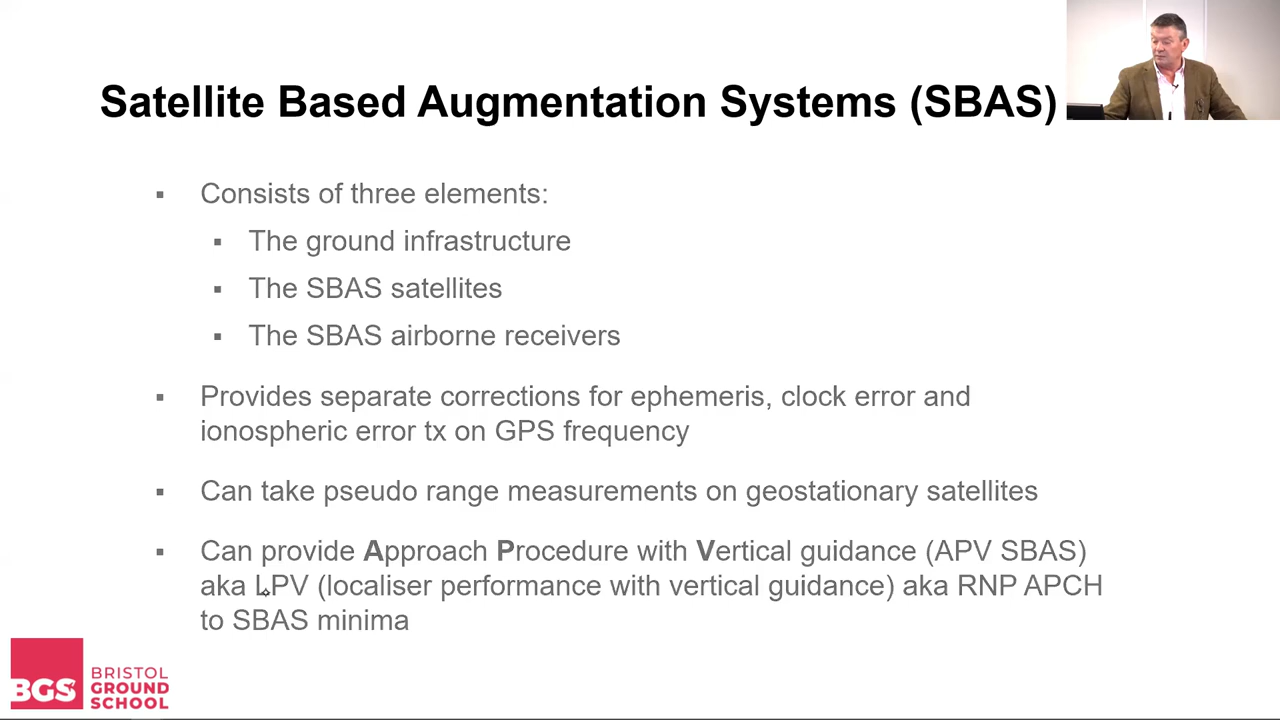 Satellite Based Augmentation Systems (SBAS)
▪ Consists of three elements:
▪ The ground infrastructure
▪ The SBAS satellites
▪ The SBAS airborne receivers
▪ Provides separate corrections for ephemeris, clock error and
ionospheric error tx on GPS frequency
▪ Can take pseudo range measurements on geostationary satellites
▪ Can provide Approach Procedure with Vertical guidance (APV SBAS)
aka LPV (localiser performance with vertical guidance) aka RNP APCH
to SBAS minima
BGS
BRISTOL
GROUND
SCHOOL